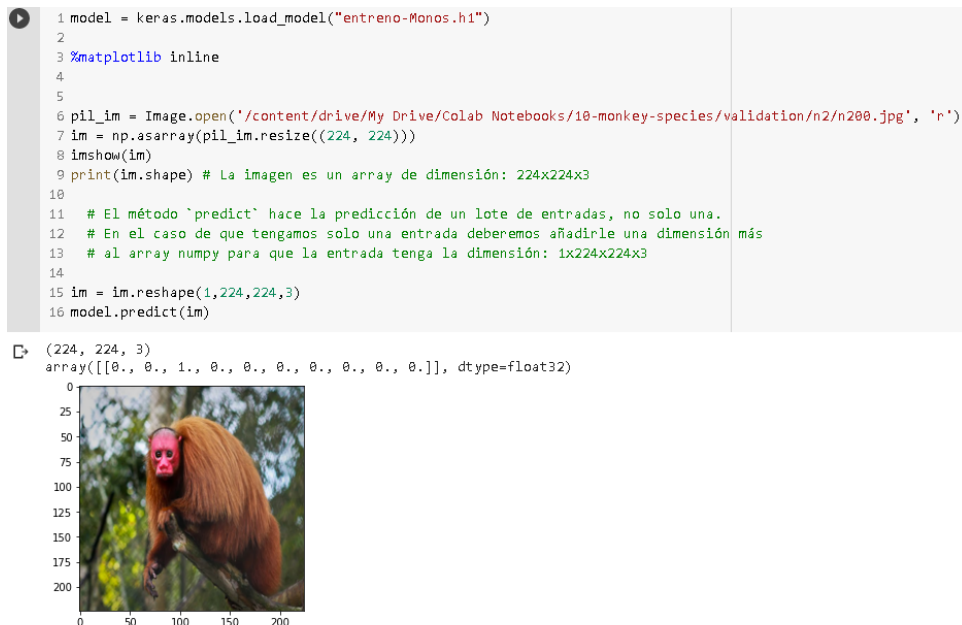 1 model = keras.models.load_model("entreno-Monos.h1")
2
3 %matplotlib inline
4
5
6 pil_im = Image.open('/content/drive/My Drive/Colab Notebooks/10-monkey-species/validation/n2/n200.jpg', 'r')
7 im = np.asarray(pil_im.resize((224, 224)))
8 imshow(im)
9 print(im.shape) # La imagen es un array de dimensión: 224x224x3
10
11   # El método `predict` hace la predicción de un lote de entradas, no solo una.
12   # En el caso de que tengamos solo una entrada deberemos añadirle una dimensión más
13   # al array numpy para que la entrada tenga la dimensión: 1x224x224x3
14
15 im = im.reshape(1,224,224,3)
16 model.predict(im)
(224, 224, 3)
array([[0., 0., 1., 0., 0., 0., 0., 0., 0., 0.]], dtype=float32)
0
25
50
75
100
125
150
175
200
0 50 100 150 200